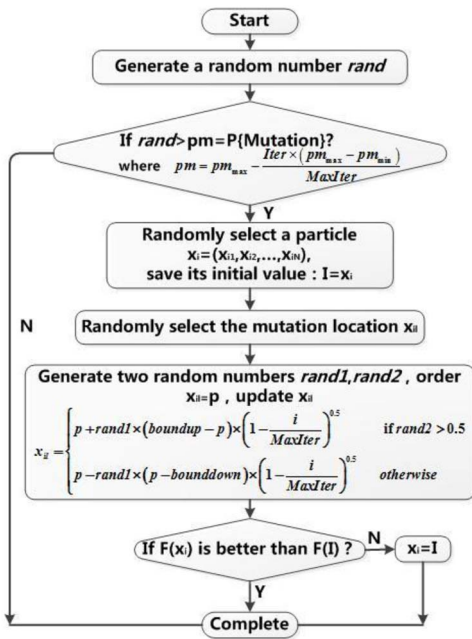 Start
Generate a random number rand
If rand>pm=P{Mutation}?
where pm = pm_max − (Iter×(pm_max − pm_min)) / MaxIter
Y
N
Randomly select a particle
xi=(xi1,xi2,...,xiN),
save its initial value : I=xi
Randomly select the mutation location xil
Generate two random numbers rand1,rand2 , order
xil=p , update xil
x_il = { p+rand1×(boundup−p)×(1−i/MaxIter)^0.5 if rand2 >0.5
p−rand1×(p−bounddown)×(1−i/MaxIter)^0.5 otherwise
If F(xi) is better than F(I) ?
N
xi=I
Y
Complete